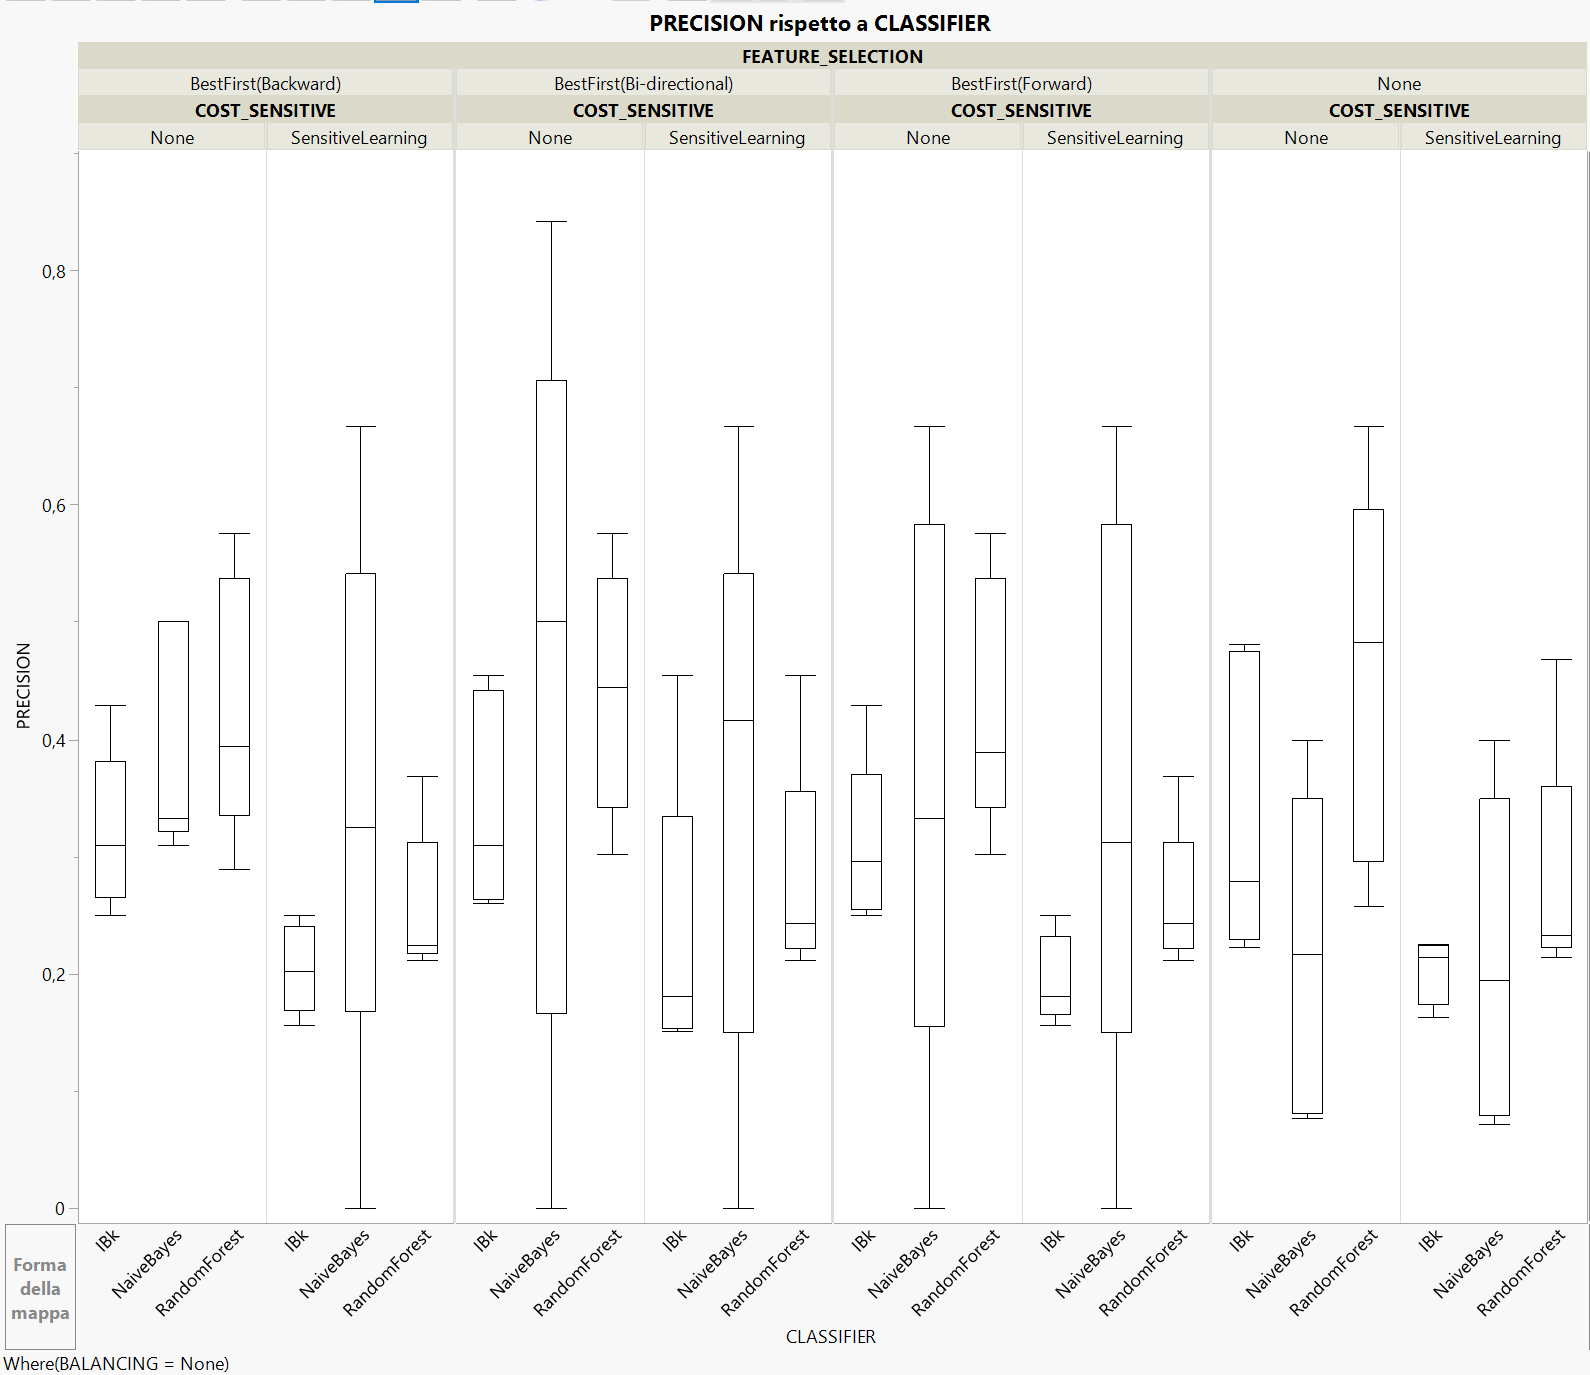 PRECISION rispetto a CLASSIFIER
FEATURE_SELECTION
BestFirst(Backward) BestFirst(Bi-directional) BestFirst(Forward) None
COST_SENSITIVE COST_SENSITIVE COST_SENSITIVE COST_SENSITIVE
None SensitiveLearning None SensitiveLearning None SensitiveLearning None SensitiveLearning
PRECISION
0,8
0,6
0,4
0,2
0
IBk NaiveBayes RandomForest IBk NaiveBayes RandomForest IBk NaiveBayes RandomForest IBk NaiveBayes RandomForest IBk NaiveBayes RandomForest IBk NaiveBayes RandomForest IBk NaiveBayes RandomForest IBk NaiveBayes RandomForest
Forma
della
mappa
CLASSIFIER
Where(BALANCING = None)